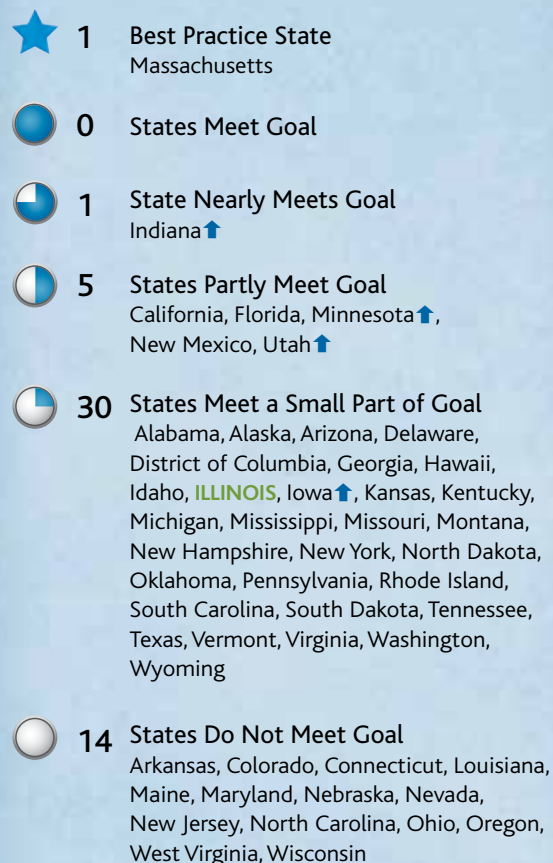 1 Best Practice State
Massachusetts
0 States Meet Goal
1 State Nearly Meets Goal
Indiana⬆
5 States Partly Meet Goal
California, Florida, Minnesota⬆,
New Mexico, Utah⬆
30 States Meet a Small Part of Goal
Alabama, Alaska, Arizona, Delaware,
District of Columbia, Georgia, Hawaii,
Idaho, ILLINOIS, Iowa⬆, Kansas, Kentucky,
Michigan, Mississippi, Missouri, Montana,
New Hampshire, New York, North Dakota,
Oklahoma, Pennsylvania, Rhode Island,
South Carolina, South Dakota, Tennessee,
Texas, Vermont, Virginia, Washington,
Wyoming
14 States Do Not Meet Goal
Arkansas, Colorado, Connecticut, Louisiana,
Maine, Maryland, Nebraska, Nevada,
New Jersey, North Carolina, Ohio, Oregon,
West Virginia, Wisconsin